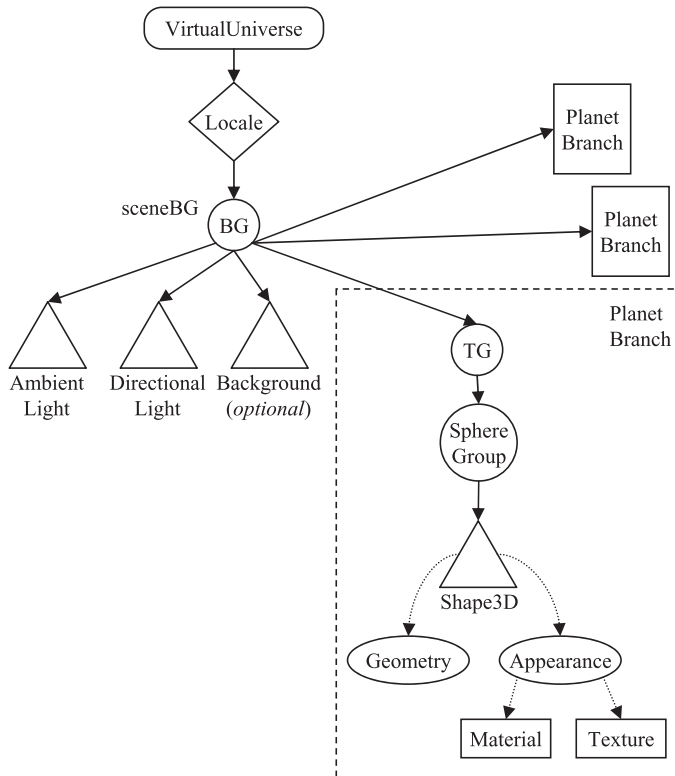 VirtualUniverse
Locale
Planet
Branch
sceneBG
BG
Planet
Branch
Planet
Branch
TG
Ambient
Light
Directional
Light
Background
(optional)
Sphere
Group
Shape3D
Geometry
Appearance
Material
Texture